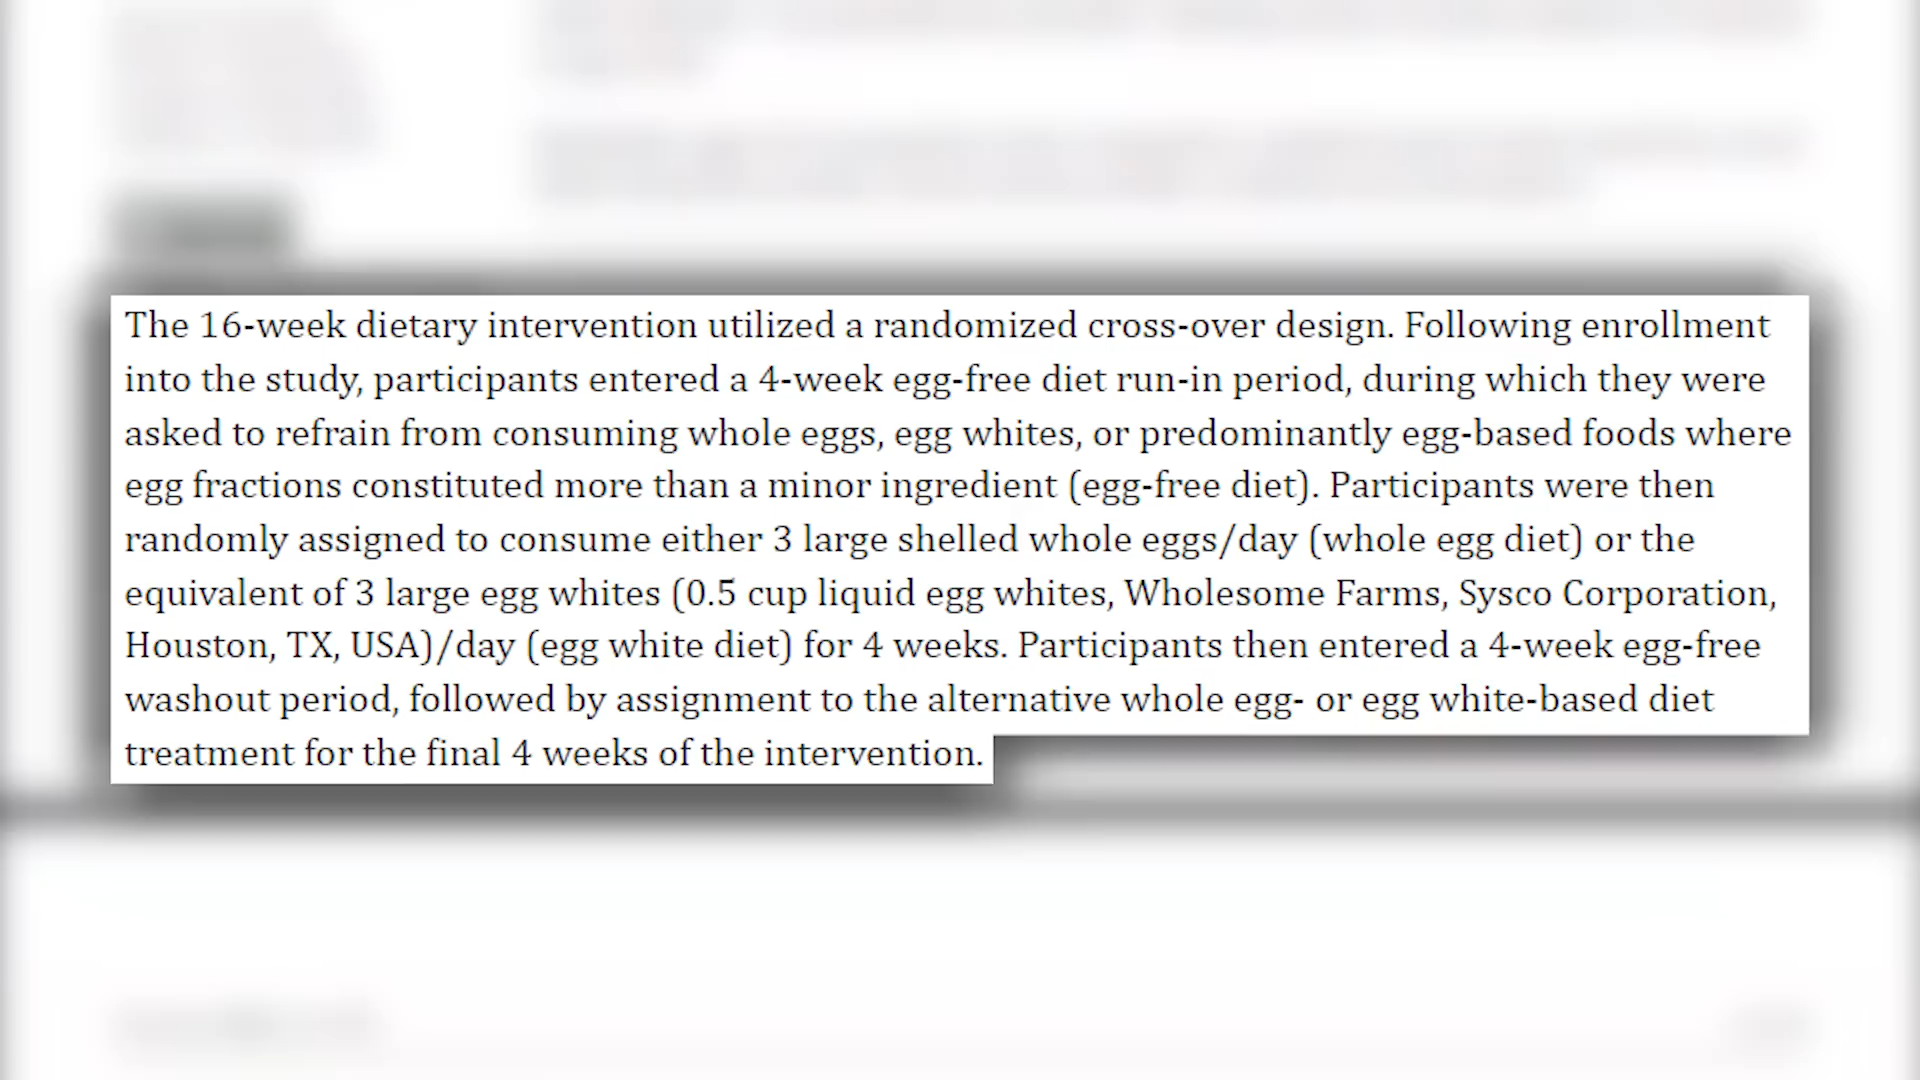 The 16-week dietary intervention utilized a randomized cross-over design. Following enrollment
into the study, participants entered a 4-week egg-free diet run-in period, during which they were
asked to refrain from consuming whole eggs, egg whites, or predominantly egg-based foods where
egg fractions constituted more than a minor ingredient (egg-free diet). Participants were then
randomly assigned to consume either 3 large shelled whole eggs/day (whole egg diet) or the
equivalent of 3 large egg whites (0.5 cup liquid egg whites, Wholesome Farms, Sysco Corporation,
Houston, TX, USA)/day (egg white diet) for 4 weeks. Participants then entered a 4-week egg-free
washout period, followed by assignment to the alternative whole egg- or egg white-based diet
treatment for the final 4 weeks of the intervention.